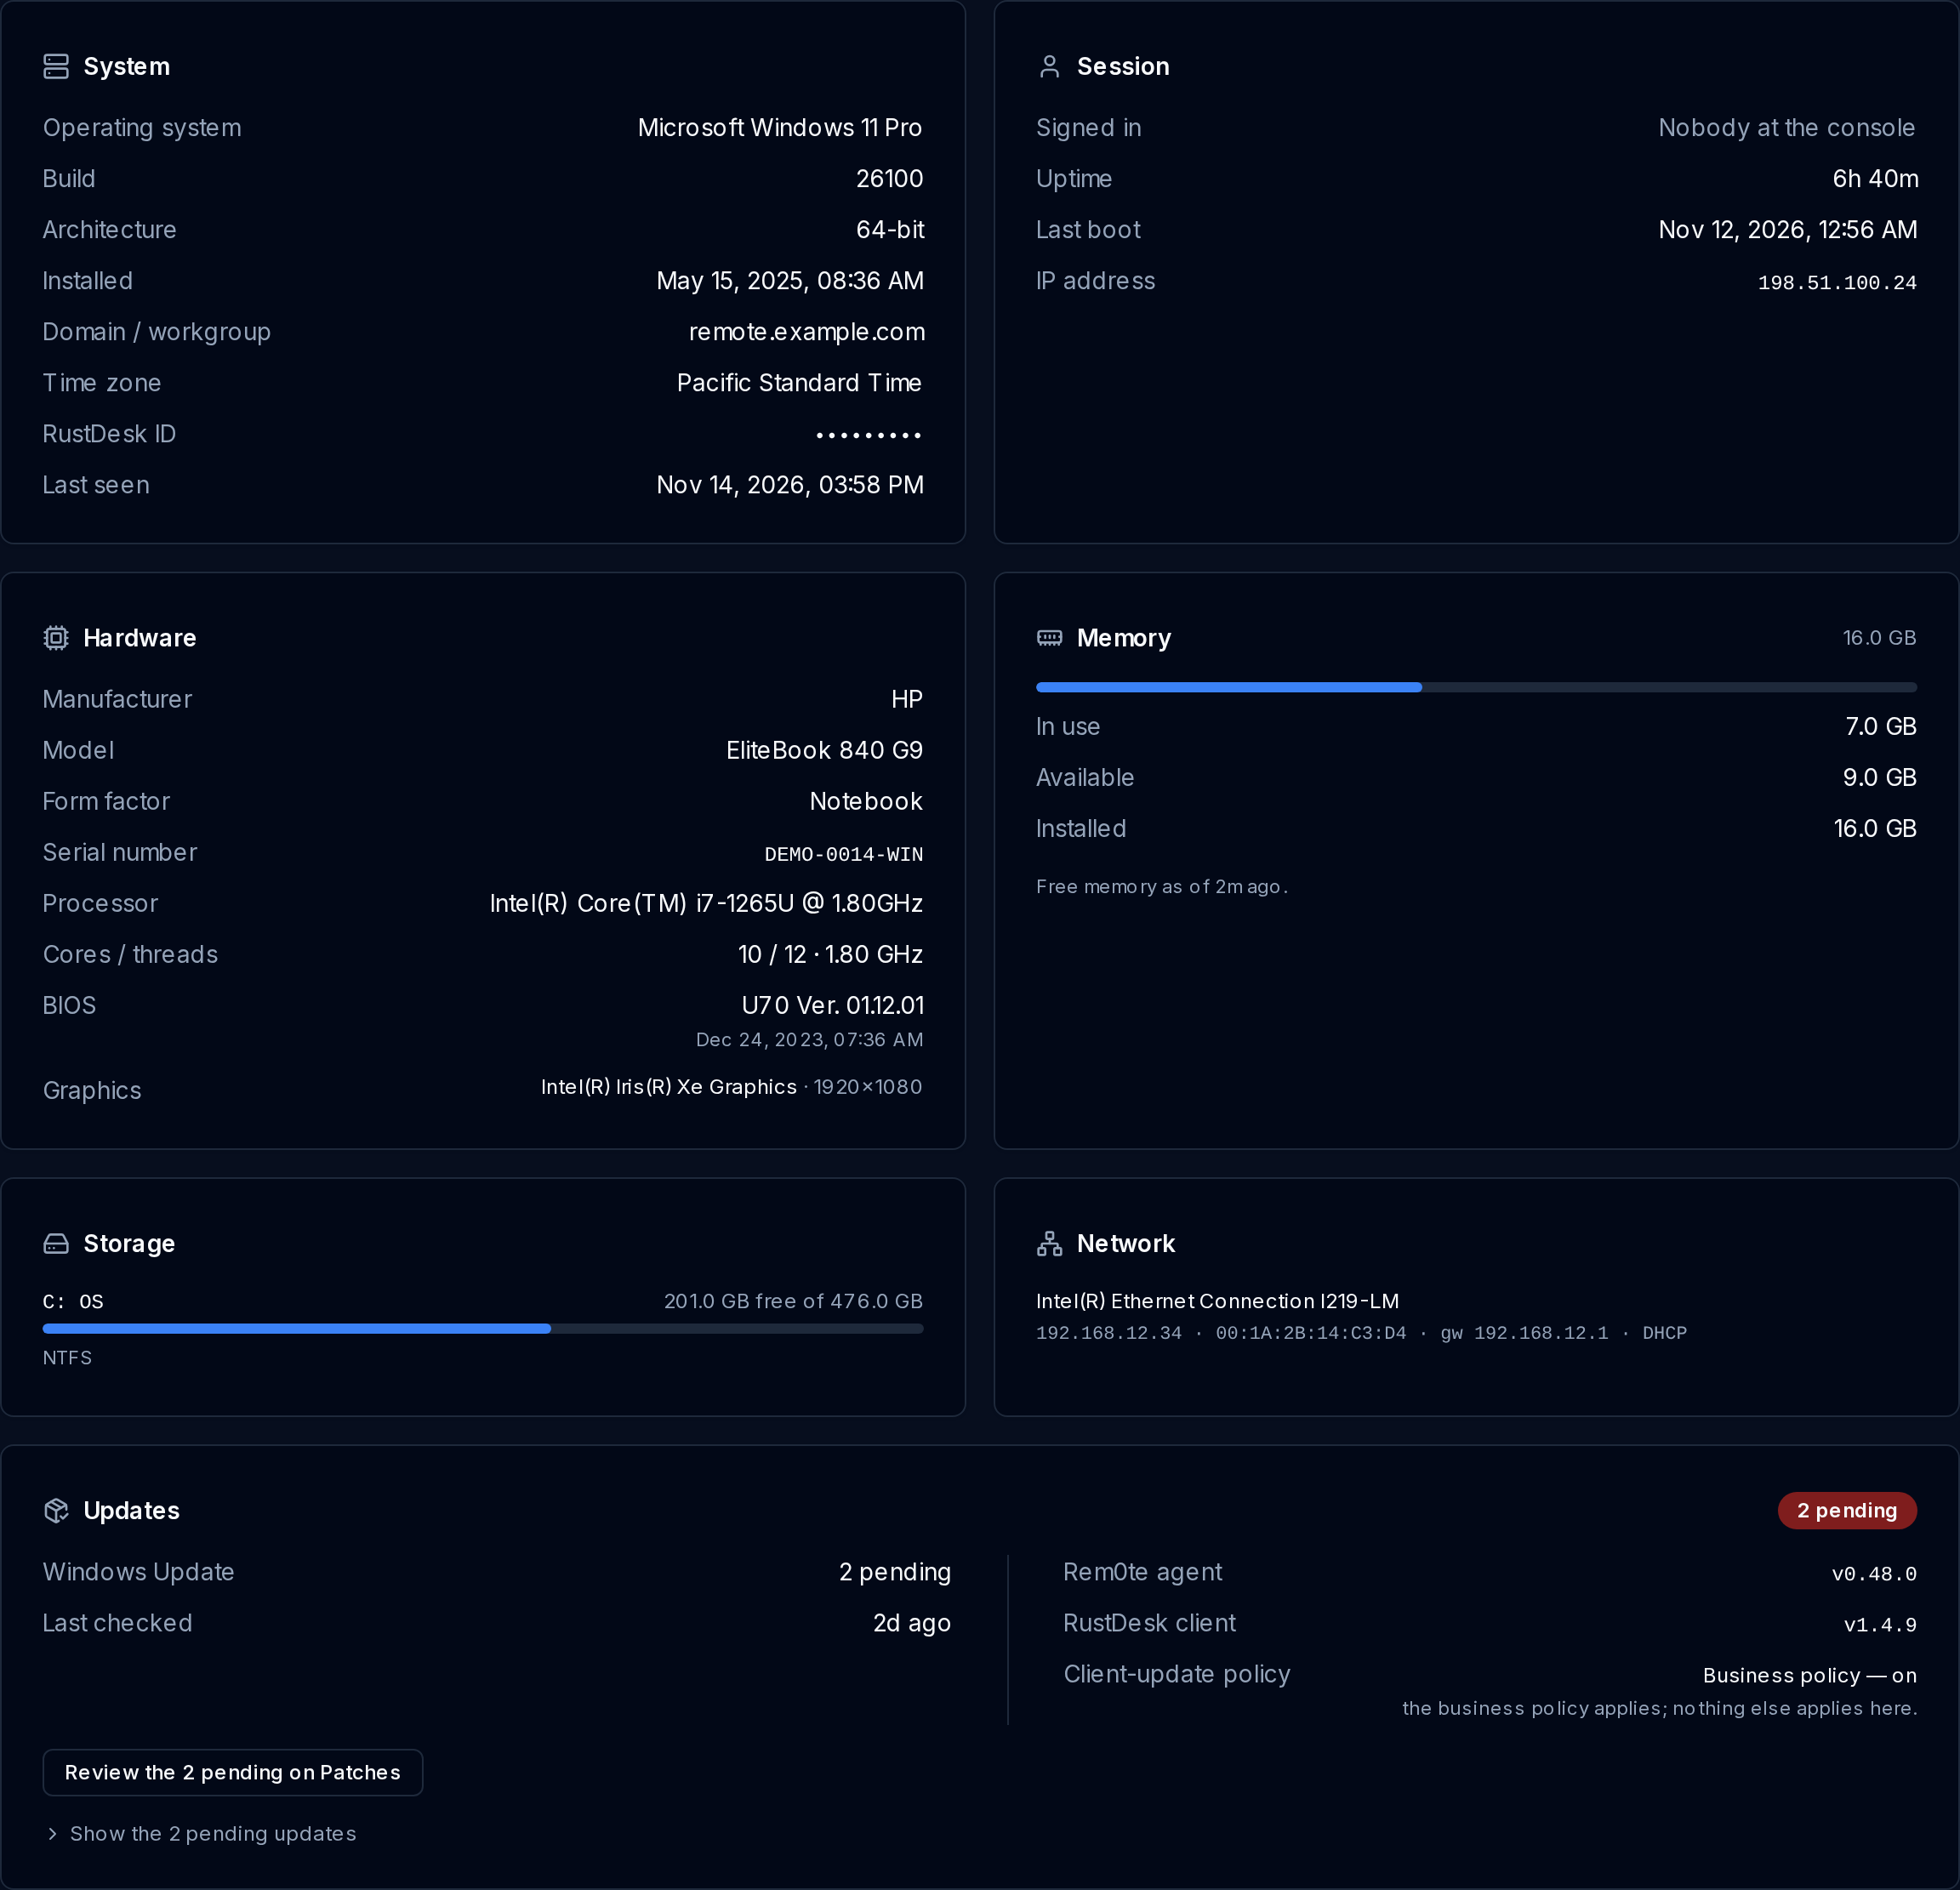 System
Operating system Microsoft Windows 11 Pro
Build 26100
Architecture 64-bit
Installed May 15, 2025, 08:36 AM
Domain / workgroup remote.example.com
Time zone Pacific Standard Time
RustDesk ID •••••••••
Last seen Nov 14, 2026, 03:58 PM
Session
Signed in Nobody at the console
Uptime 6h 40m
Last boot Nov 12, 2026, 12:56 AM
IP address 198.51.100.24
Hardware
Manufacturer HP
Model EliteBook 840 G9
Form factor Notebook
Serial number DEMO-0014-WIN
Processor Intel(R) Core(TM) i7-1265U @ 1.80GHz
Cores / threads 10 / 12 · 1.80 GHz
BIOS U70 Ver. 01.12.01
Dec 24, 2023, 07:36 AM
Graphics Intel(R) Iris(R) Xe Graphics · 1920×1080
Memory 16.0 GB
In use 7.0 GB
Available 9.0 GB
Installed 16.0 GB
Free memory as of 2m ago.
Storage
C: OS 201.0 GB free of 476.0 GB
NTFS
Network
Intel(R) Ethernet Connection I219-LM
192.168.12.34 · 00:1A:2B:14:C3:D4 · gw 192.168.12.1 · DHCP
Updates 2 pending
Windows Update 2 pending
Last checked 2d ago
Rem0te agent v0.48.0
RustDesk client v1.4.9
Client-update policy Business policy — on
the business policy applies; nothing else applies here.
Review the 2 pending on Patches
Show the 2 pending updates